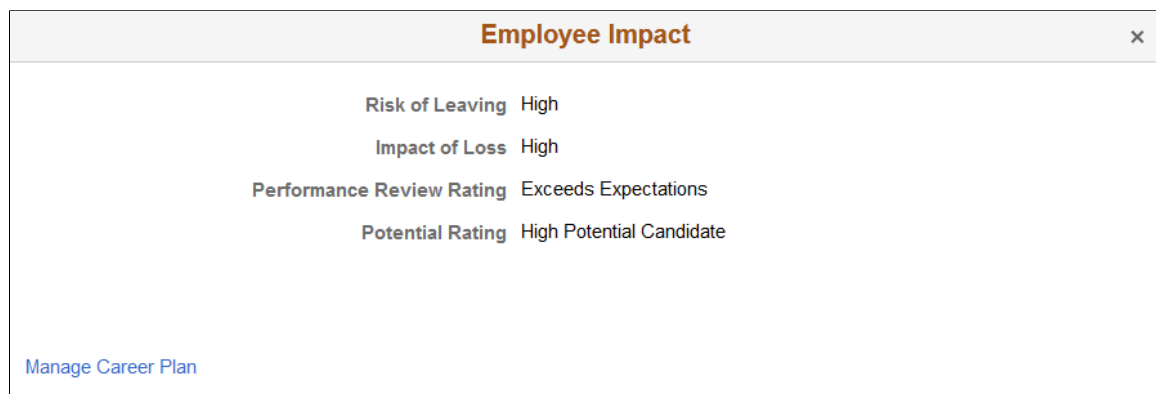 Employee Impact ×
Risk of Leaving High
Impact of Loss High
Performance Review Rating Exceeds Expectations
Potential Rating High Potential Candidate
Manage Career Plan